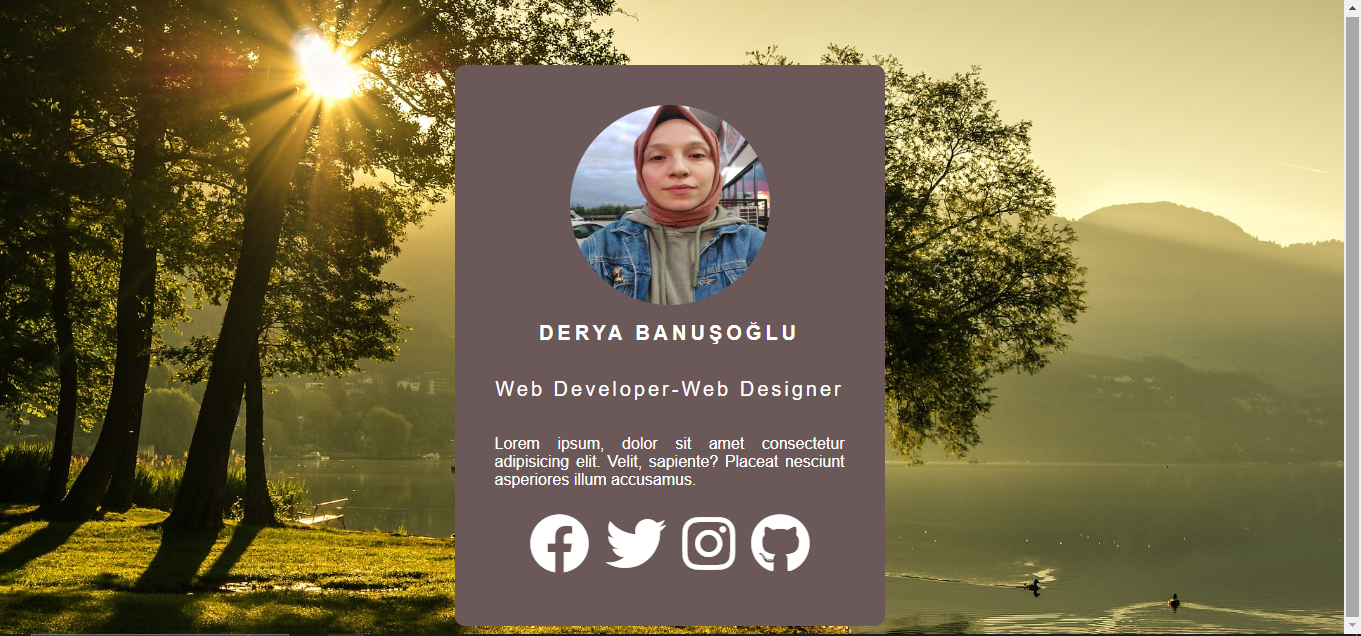 DERYA BANUŞOĞLU
Web Developer-Web Designer
Lorem ipsum, dolor sit amet consectetur
adipisicing elit. Velit, sapiente? Placeat nesciunt
asperiores illum accusamus.